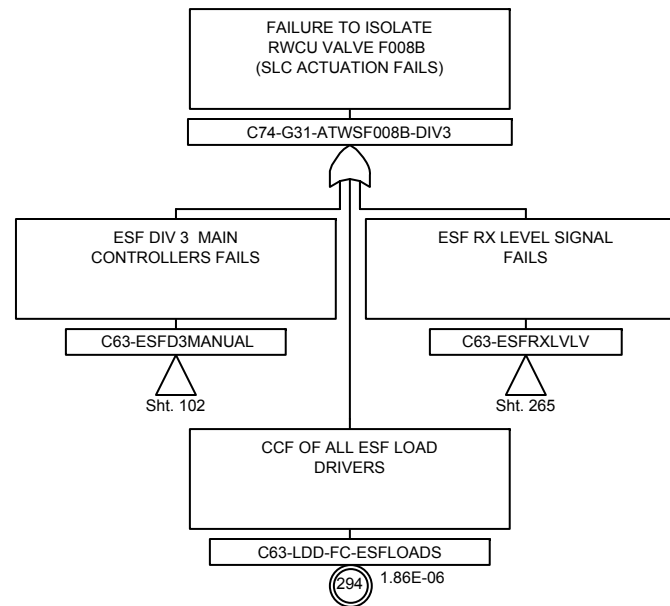 FAILURE TO ISOLATE
RWCU VALVE F008B
(SLC ACTUATION FAILS)
C74-G31-ATWSF008B-DIV3
ESF DIV 3 MAIN
CONTROLLERS FAILS
C63-ESFD3MANUAL
Sht. 102
ESF RX LEVEL SIGNAL
FAILS
C63-ESFRXLVLV
Sht. 265
CCF OF ALL ESF LOAD
DRIVERS
C63-LDD-FC-ESFLOADS
294
1.86E-06